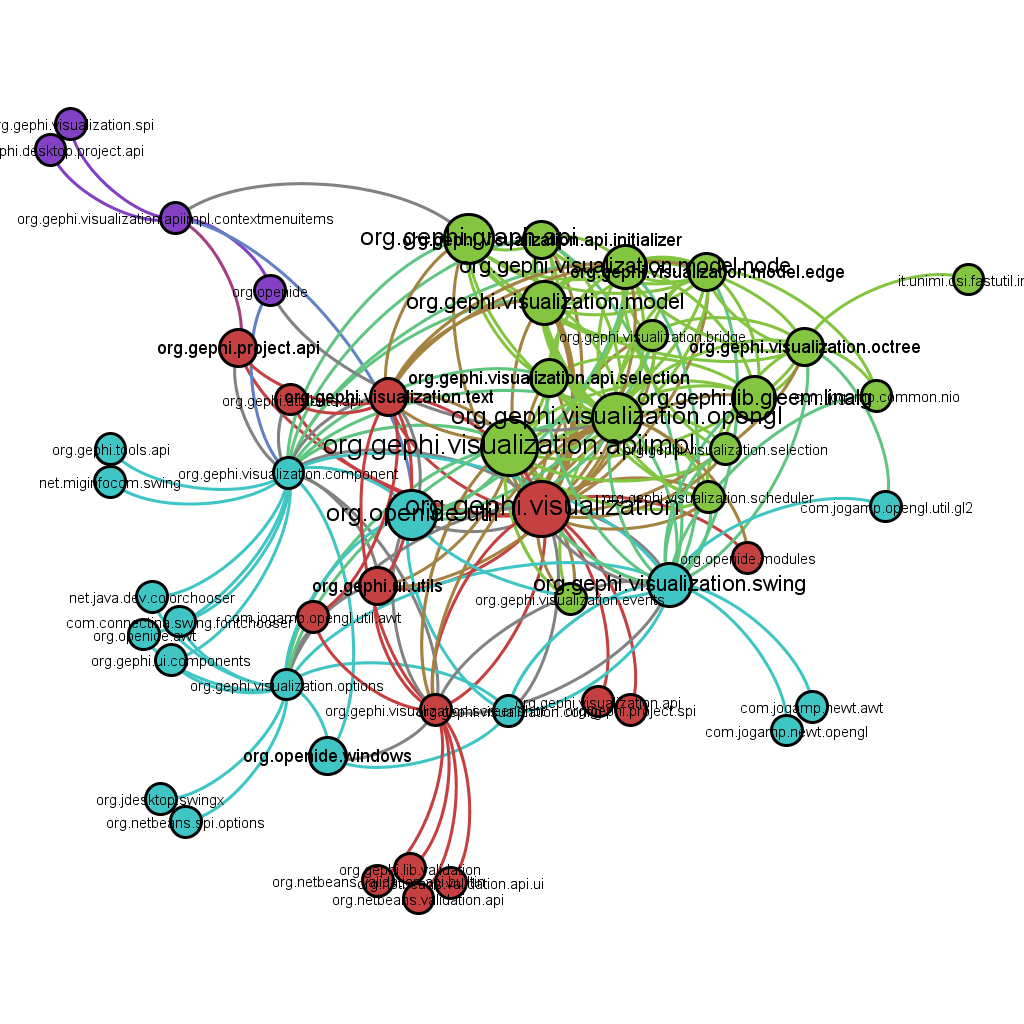 rg.gephi.visualization.spi
phi.desktop.project.api
org.gephi.visualization.apiimpl.contextmenuitems
org.gephi.graph.api
org.gephi.visualization.api.initializer
org.gephi.visualization.model.node
org.gephi.visualization.model.edge
it.unimi.dsi.fastutil.in
org.openide
org.gephi.visualization.model
org.gephi.visualization.bridge
org.gephi.project.api
org.gephi.visualization.octree
org.gephi.visualization.api.selection
org.gephi.visualization.text
org.gephi.lib.gleem.linalg
com.jogamp.common.nio
org.gephi.visualization.opengl
org.gephi.visualization.apiimpl
org.gephi.visualization.selection
org.gephi.tools.api
org.gephi.visualization.component
net.miginfocom.swing
org.gephi.visualization.scheduler
org.gephi.visualization
org.openide.util
com.jogamp.opengl.util.gl2
org.openide.modules
org.gephi.visualization.swing
org.gephi.ui.utils
net.java.dev.colorchooser
org.gephi.visualization.events
com.jogamp.opengl.util.awt
com.connectina.swing.fontchooser
org.openide.awt
org.gephi.ui.components
org.gephi.visualization.options
org.gephi.visualization.api
org.gephi.project.spi
com.jogamp.newt.awt
com.jogamp.newt.opengl
org.openide.windows
org.jdesktop.swingx
org.netbeans.spi.options
org.gephi.lib.validation
org.netbeans.validation.api.ui
org.netbeans.validation.api